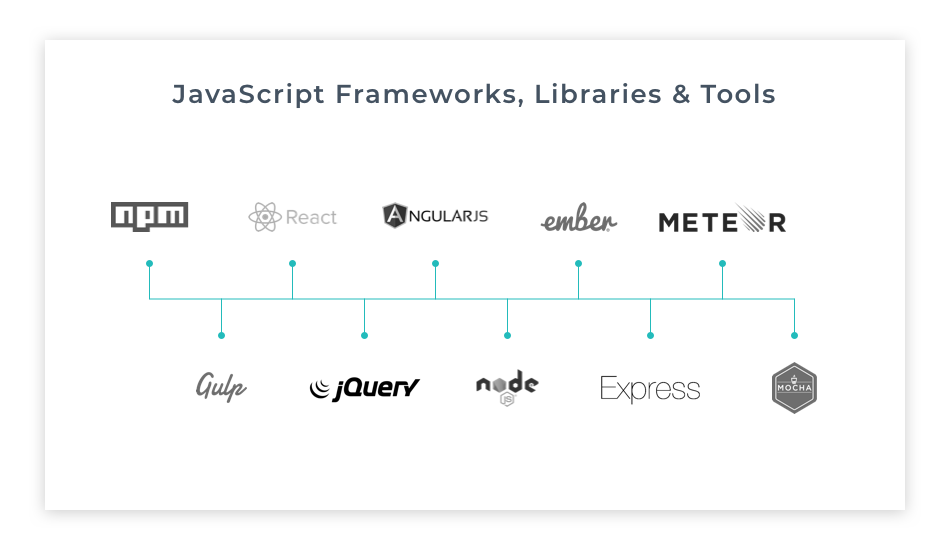 JavaScript Frameworks, Libraries & Tools
npm
React
ANGULARJS
ember
METEOR
Gulp
jQuery
node
JS
Express
MOCHA